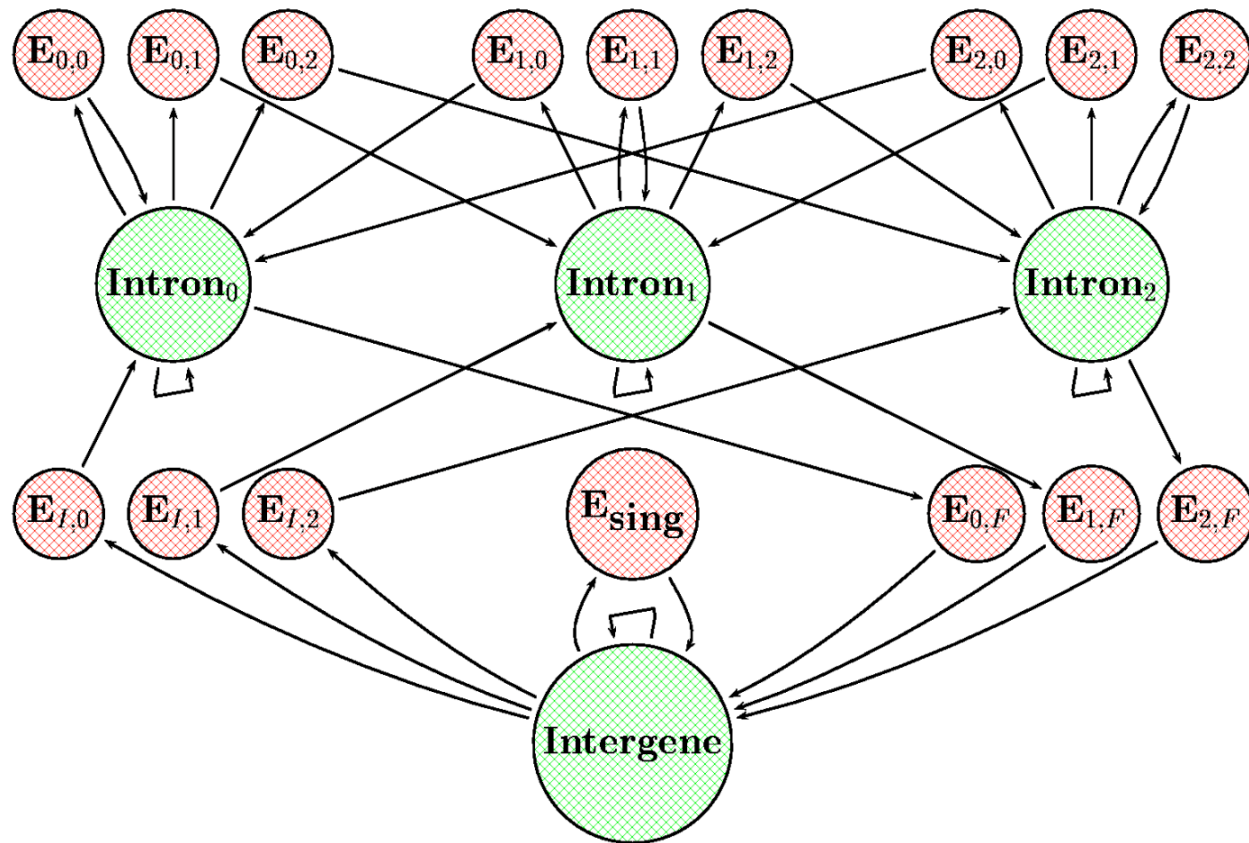 E0,0 E0,1 E0,2 E1,0 E1,1 E1,2 E2,0 E2,1 E2,2
Intron0 Intron1 Intron2
EI,0 EI,1 EI,2 Esing E0,F E1,F E2,F
Intergene